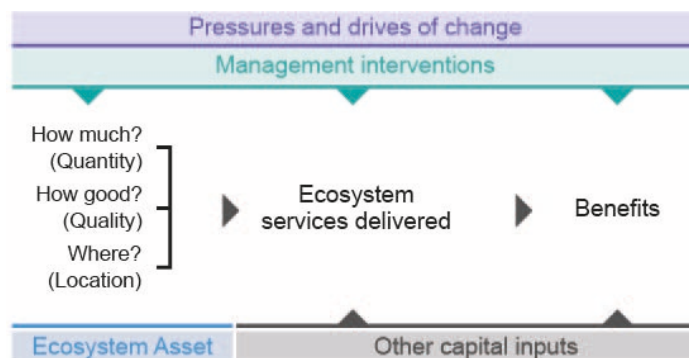 Pressures and drives of change
Management interventions
How much?
(Quantity)
How good?
(Quality)
Where?
(Location)
Ecosystem
services delivered
Benefits
Ecosystem Asset
Other capital inputs